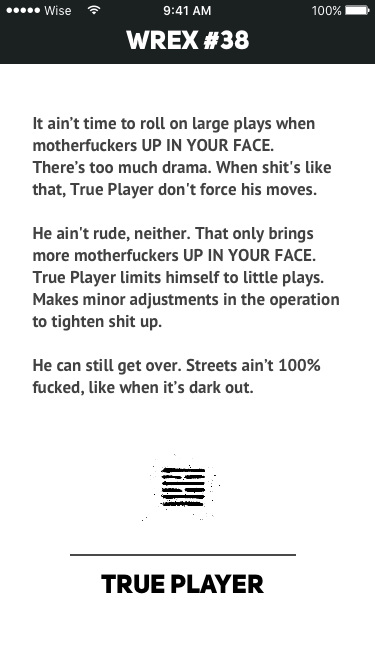 Wise 9:41 AM 100%
WREX #38
It ain’t time to roll on large plays when
motherfuckers UP IN YOUR FACE.
There’s too much drama. When shit's like
that, True Player don't force his moves.
He ain't rude, neither. That only brings
more motherfuckers UP IN YOUR FACE.
True Player limits himself to little plays.
Makes minor adjustments in the operation
to tighten shit up.
He can still get over. Streets ain’t 100%
fucked, like when it’s dark out.
TRUE PLAYER